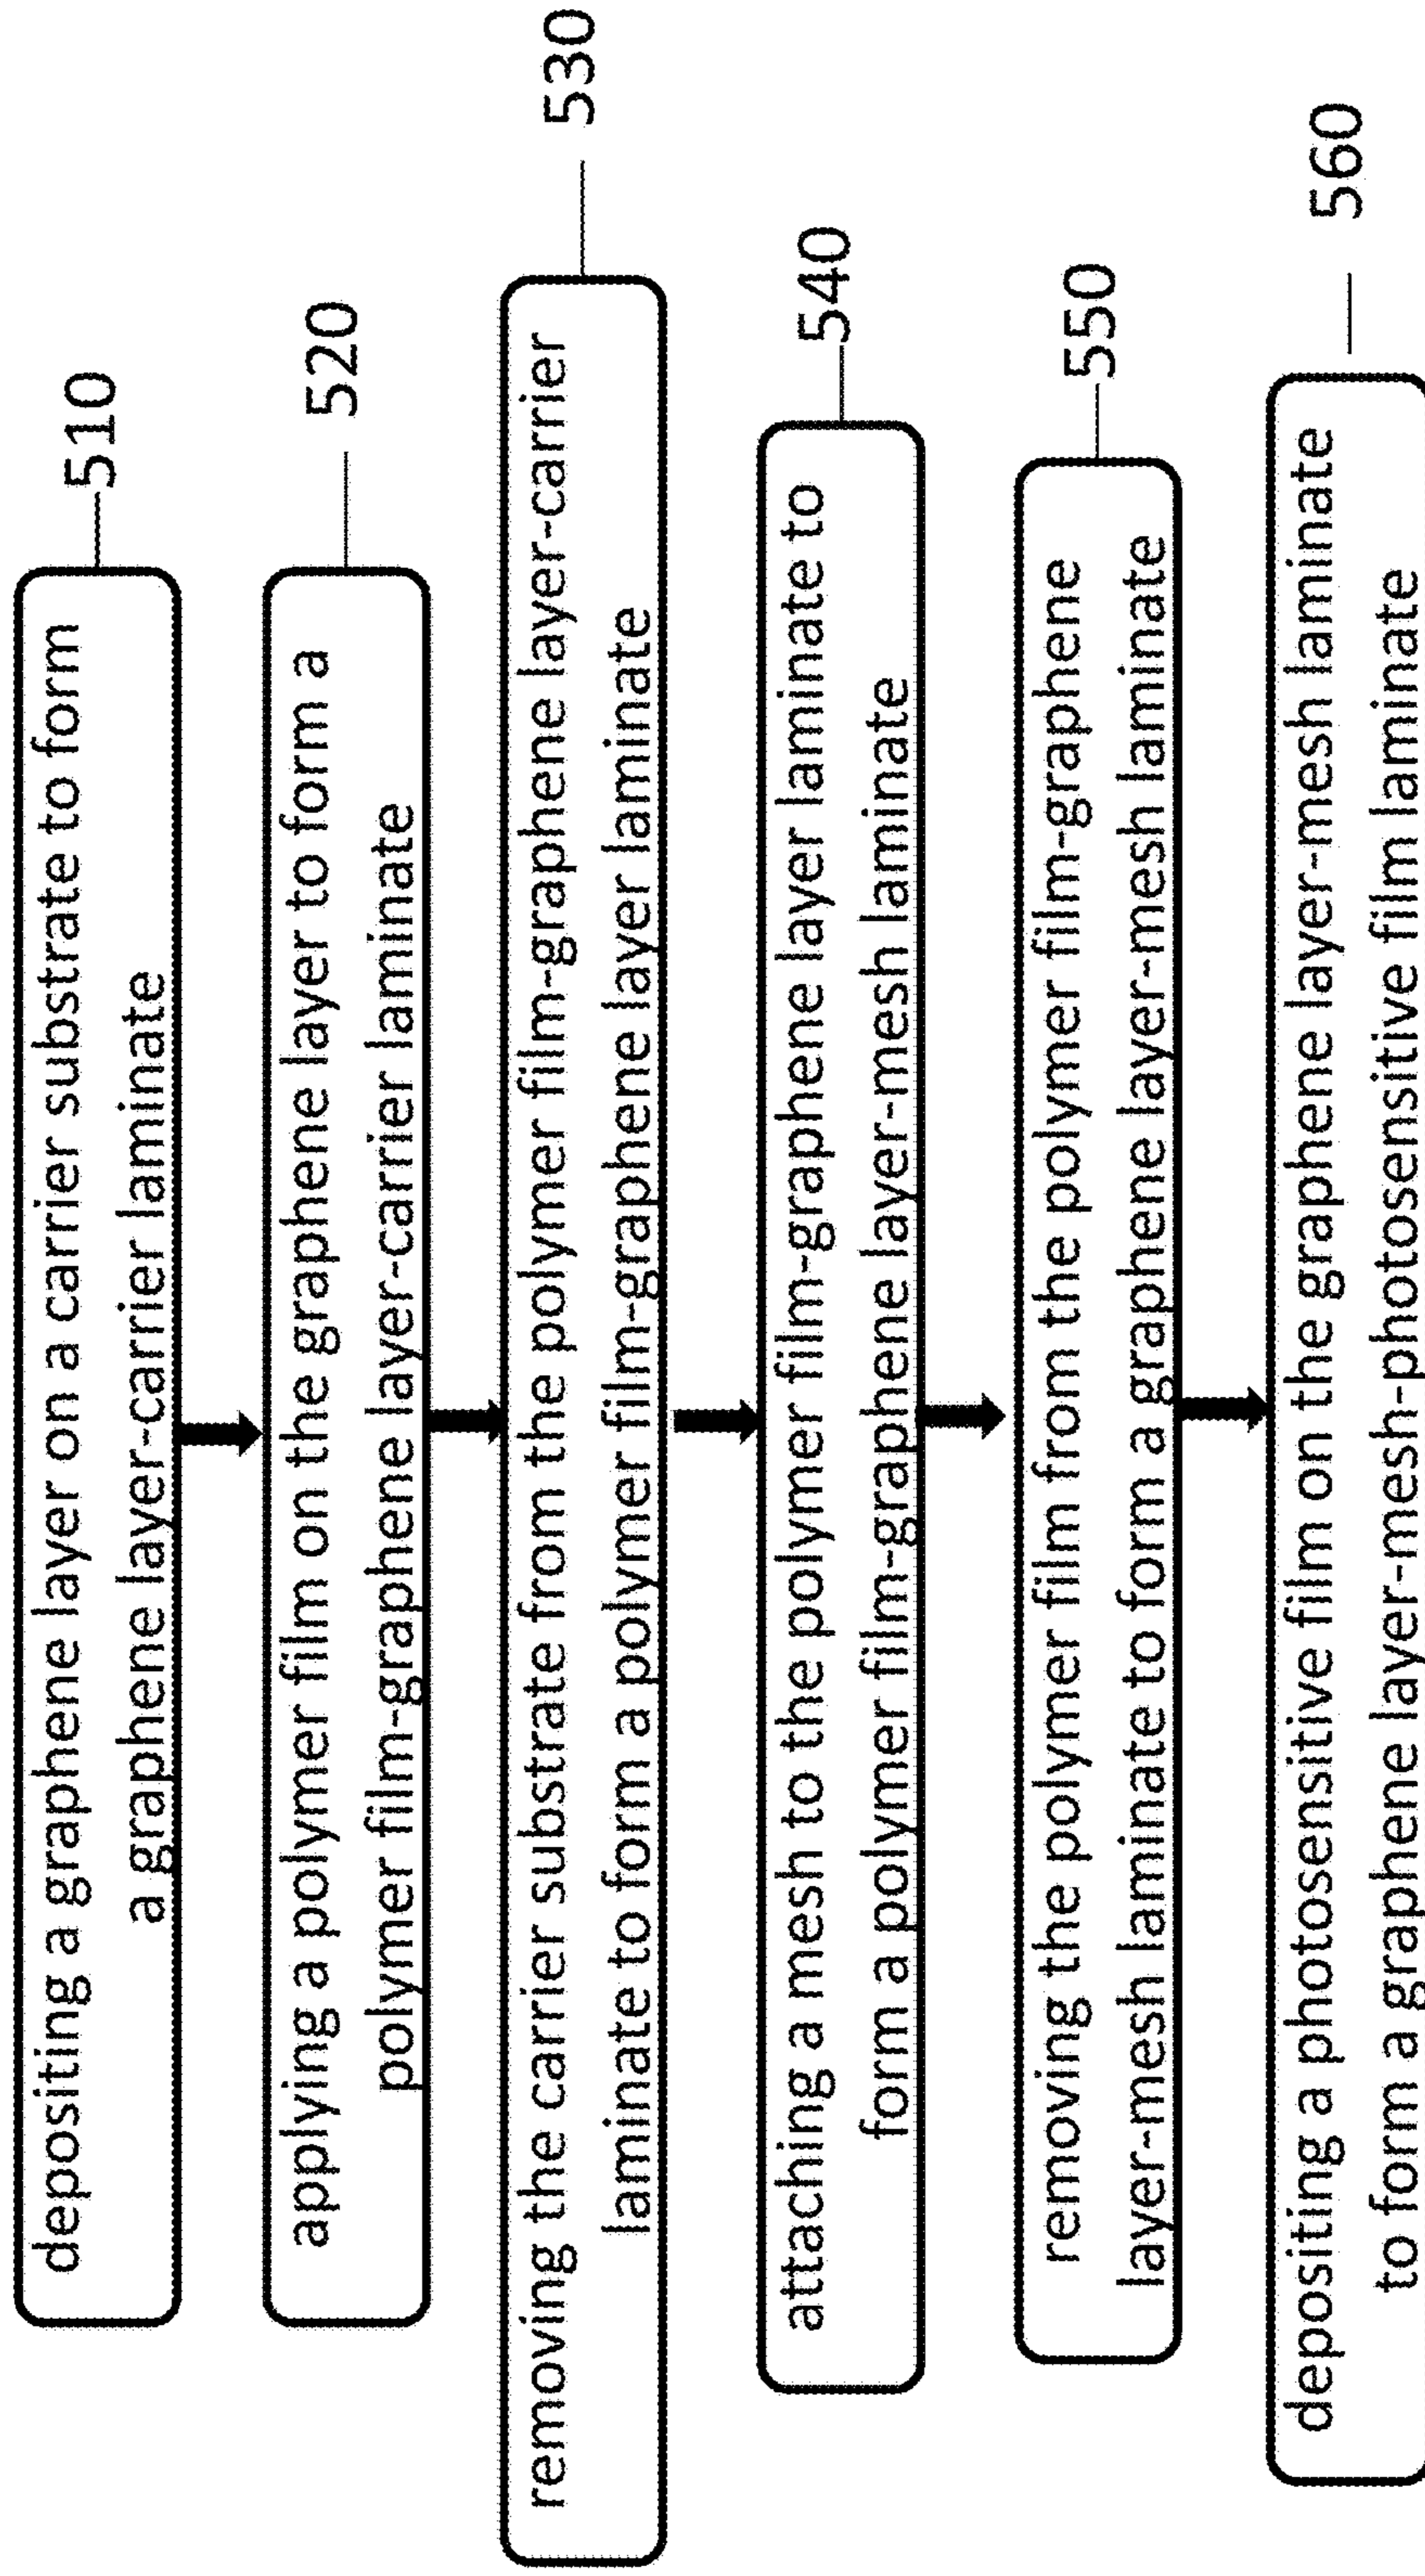 depositing a graphene layer on a carrier substrate to form
a graphene layer-carrier laminate
510
applying a polymer film on the graphene layer to form a
polymer film-graphene layer-carrier laminate
520
removing the carrier substrate from the polymer film-graphene layer-carrier
laminate to form a polymer film-graphene layer laminate
530
attaching a mesh to the polymer film-graphene layer laminate to
form a polymer film-graphene layer-mesh laminate
540
removing the polymer film from the polymer film-graphene
layer-mesh laminate to form a graphene layer-mesh laminate
550
depositing a photosensitive film on the graphene layer-mesh laminate
to form a graphene layer-mesh-photosensitive film laminate
560